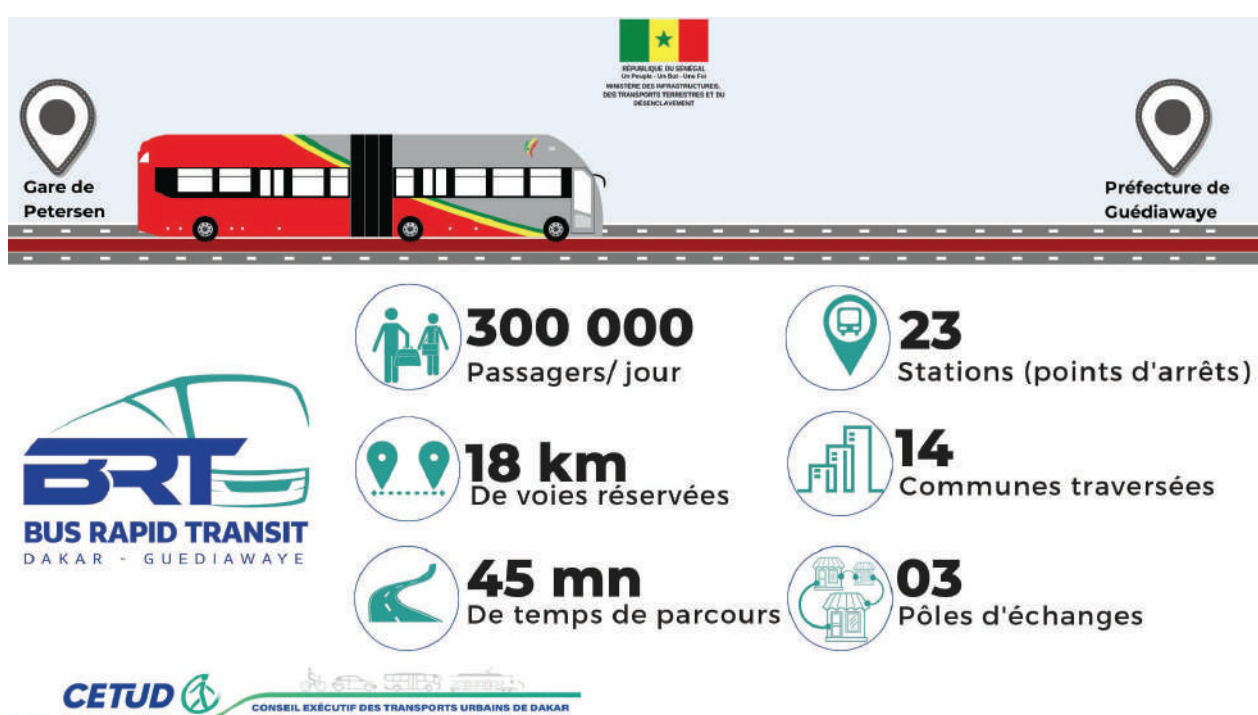 RÉPUBLIQUE DU SÉNÉGAL
Un Peuple - Un But - Une Foi
MINISTÈRE DES INFRASTRUCTURES,
DES TRANSPORTS TERRESTRES ET DU
DÉSENCLAVEMENT
Gare de
Petersen
Préfecture de
Guédiawaye
300 000
Passagers/ jour
23
Stations (points d'arrêts)
18 km
De voies réservées
14
Communes traversées
45 mn
De temps de parcours
03
Pôles d'échanges
BRT
BUS RAPID TRANSIT
DAKAR - GUEDIAWAYE
CETUD
CONSEIL EXÉCUTIF DES TRANSPORTS URBAINS DE DAKAR